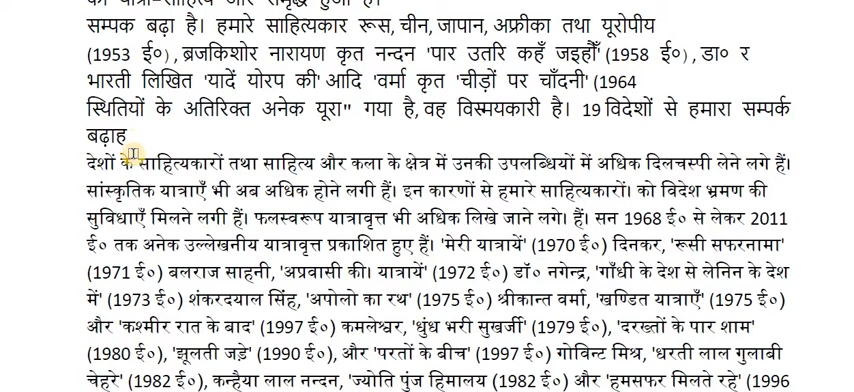 का यात्रा-साहित्य और समृद्ध हुआ है।
सम्पक बढ़ा है। हमारे साहित्यकार रूस, चीन, जापान, अफ्रीका तथा यूरोपीय
(1953 ई०), ब्रजकिशोर नारायण कृत नन्दन 'पार उतरि कहँ जइहौँ' (1958 ई०), डा० र
भारती लिखित 'यादें योरप की' आदि 'वर्मा कृत 'चीड़ों पर चाँदनी' (1964
स्थितियों के अतिरिक्त अनेक यूरा" गया है, वह विस्मयकारी है। 19 विदेशों से हमारा सम्पर्क
बढ़ाह
देशों के साहित्यकारों तथा साहित्य और कला के क्षेत्र में उनकी उपलब्धियों में अधिक दिलचस्पी लेने लगे हैं।
सांस्कृतिक यात्राएँ भी अब अधिक होने लगी हैं। इन कारणों से हमारे साहित्यकारों। को विदेश भ्रमण की
सुविधाएँ मिलने लगी हैं। फलस्वरूप यात्रावृत्त भी अधिक लिखे जाने लगे। हैं। सन 1968 ई० से लेकर 2011
ई० तक अनेक उल्लेखनीय यात्रावृत्त प्रकाशित हुए हैं। 'मेरी यात्रायें' (1970 ई०) दिनकर, 'रूसी सफरनामा'
(1971 ई०) बलराज साहनी, 'अप्रवासी की। यात्रायें' (1972 ई०) डॉ० नगेन्द्र, 'गाँधी के देश से लेनिन के देश
में' (1973 ई०) शंकरदयाल सिंह, 'अपोलो का रथ' (1975 ई०) श्रीकान्त वर्मा, 'खण्डित यात्राएँ' (1975 ई०)
और 'कश्मीर रात के बाद' (1997 ई०) कमलेश्वर, 'धुंध भरी सुखर्जी' (1979 ई०), 'दरख्तों के पार शाम'
(1980 ई०), 'झूलती जड़े' (1990 ई०), और 'परतों के बीच' (1997 ई०) गोविन्ट मिश्र, 'धरती लाल गुलाबी
चेहरे' (1982 ई०), कन्हैया लाल नन्दन, 'ज्योति पुंज हिमालय (1982 ई०) और 'हमसफर मिलते रहे' (1996